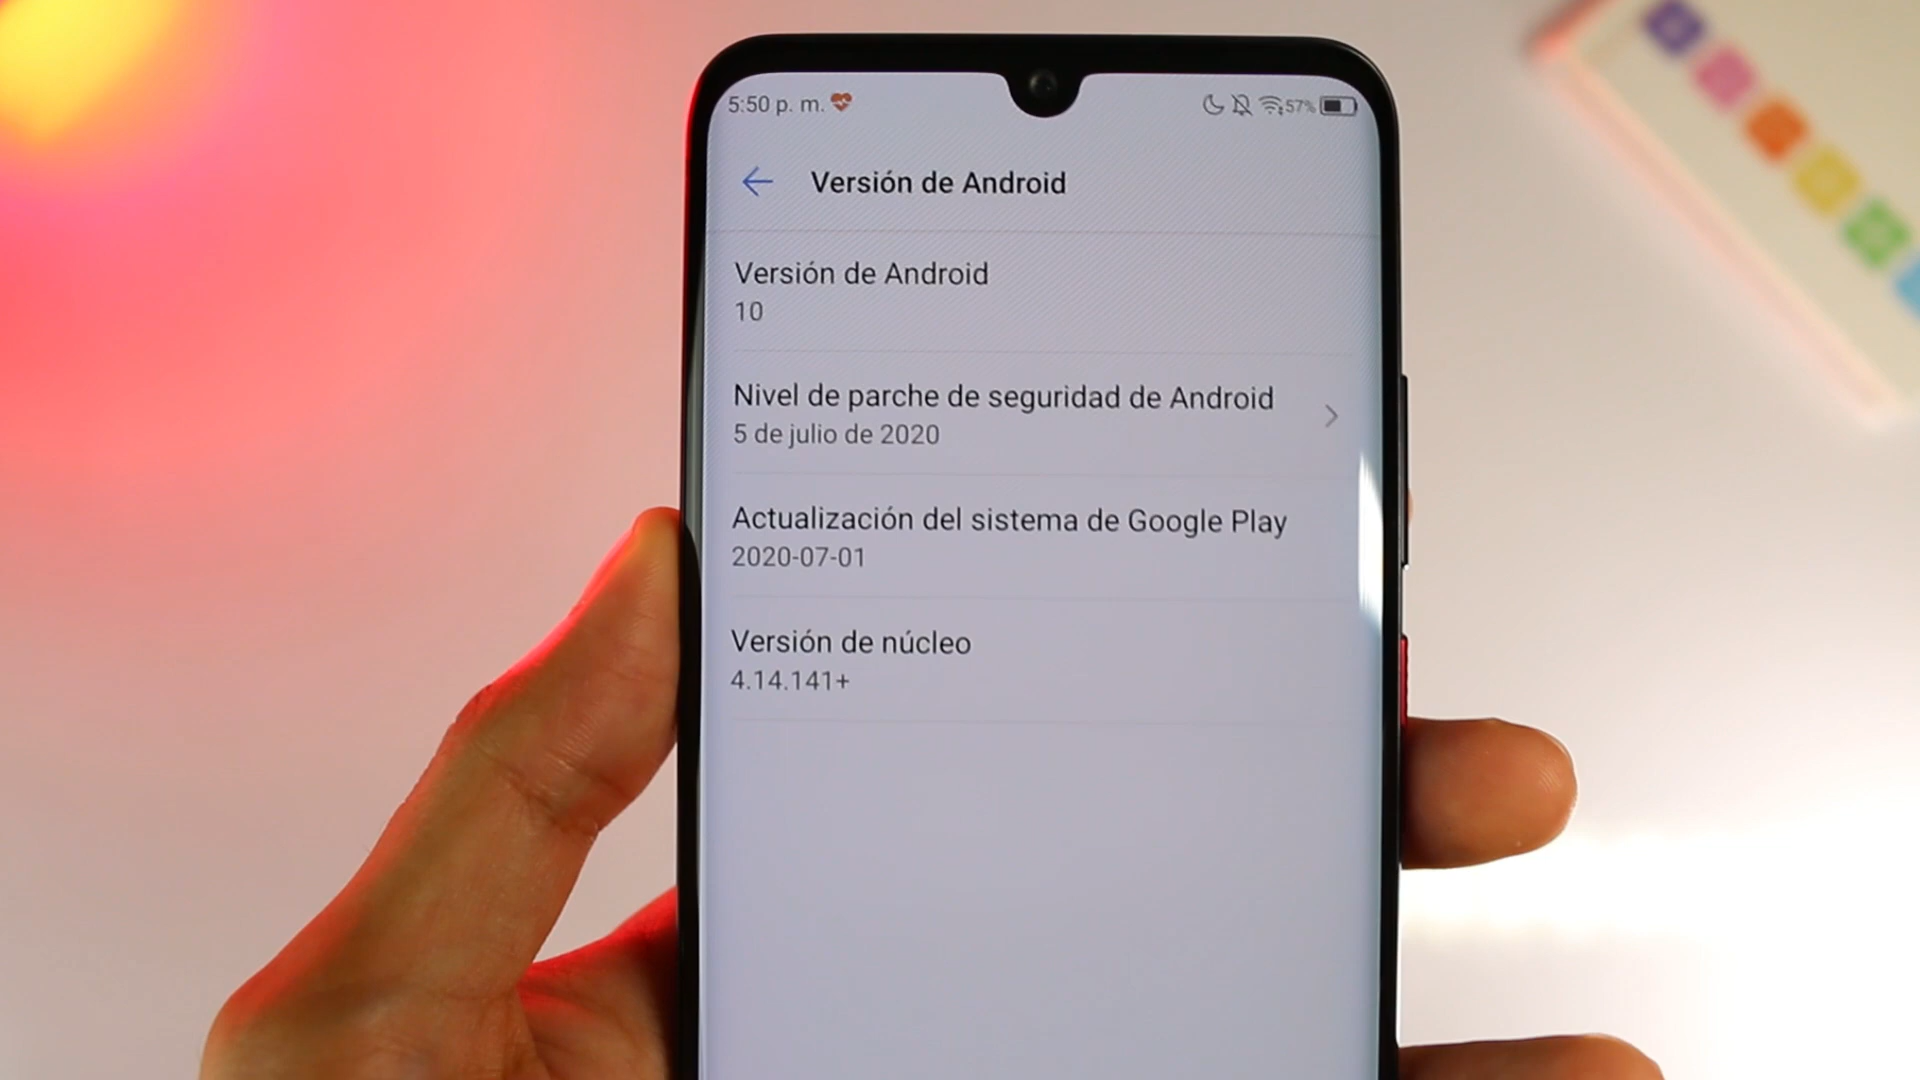 5:50 p. m.
57%
Versión de Android
Versión de Android
10
Nivel de parche de seguridad de Android
5 de julio de 2020
Actualización del sistema de Google Play
2020-07-01
Versión de núcleo
4.14.141+